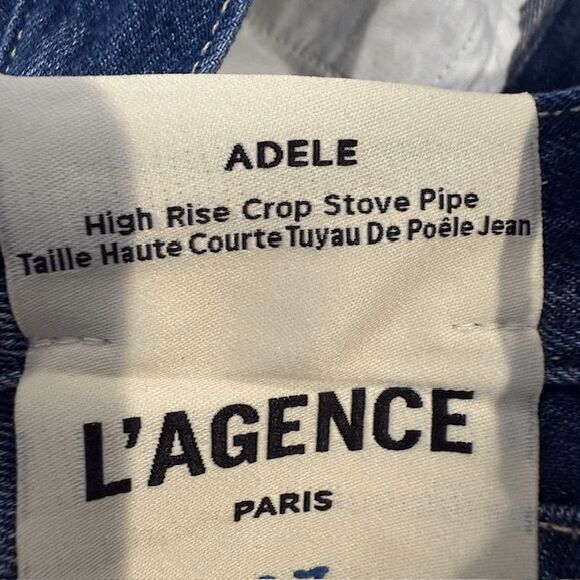 ADELE
High Rise Crop Stove Pipe
Taille Haute Courte Tuyau De Poêle Jean
L'AGENCE
PARIS